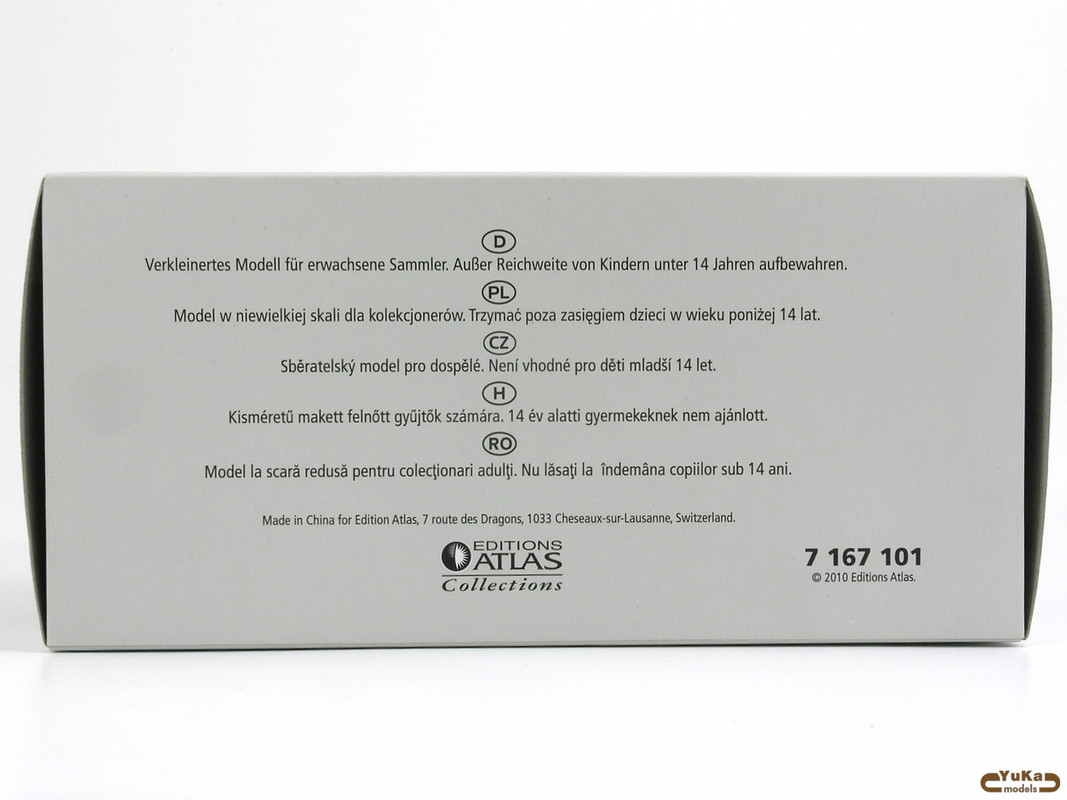 D
Verkleinertes Modell für erwachsene Sammler. Außer Reichweite von Kindern unter 14 Jahren aufbewahren.
PL
Model w niewielkiej skali dla kolekcjonerów. Trzymać poza zasięgiem dzieci w wieku poniżej 14 lat.
CZ
Sběratelský model pro dospělé. Není vhodné pro děti mladší 14 let.
H
Kisméretű makett felnőtt gyűjtők számára. 14 év alatti gyermekeknek nem ajánlott.
RO
Model la scară redusă pentru colecţionari adulţi. Nu lăsaţi la îndemâna copiilor sub 14 ani.
Made in China for Edition Atlas, 7 route des Dragons, 1033 Cheseaux-sur-Lausanne, Switzerland.
EDITIONS
ATLAS
Collections
7 167 101
© 2010 Editions Atlas.
YuKa
models